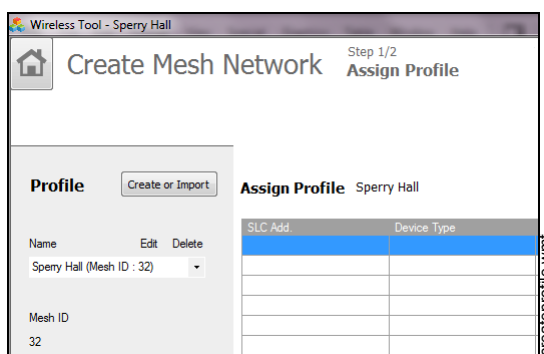 Wireless Tool - Sperry Hall
Create Mesh Network
Step 1/2
Assign Profile
Profile
Create or Import
Assign Profile Sperry Hall
SLC Add. Device Type
Name Edit Delete
Sperry Hall (Mesh ID : 32)
Mesh ID
32